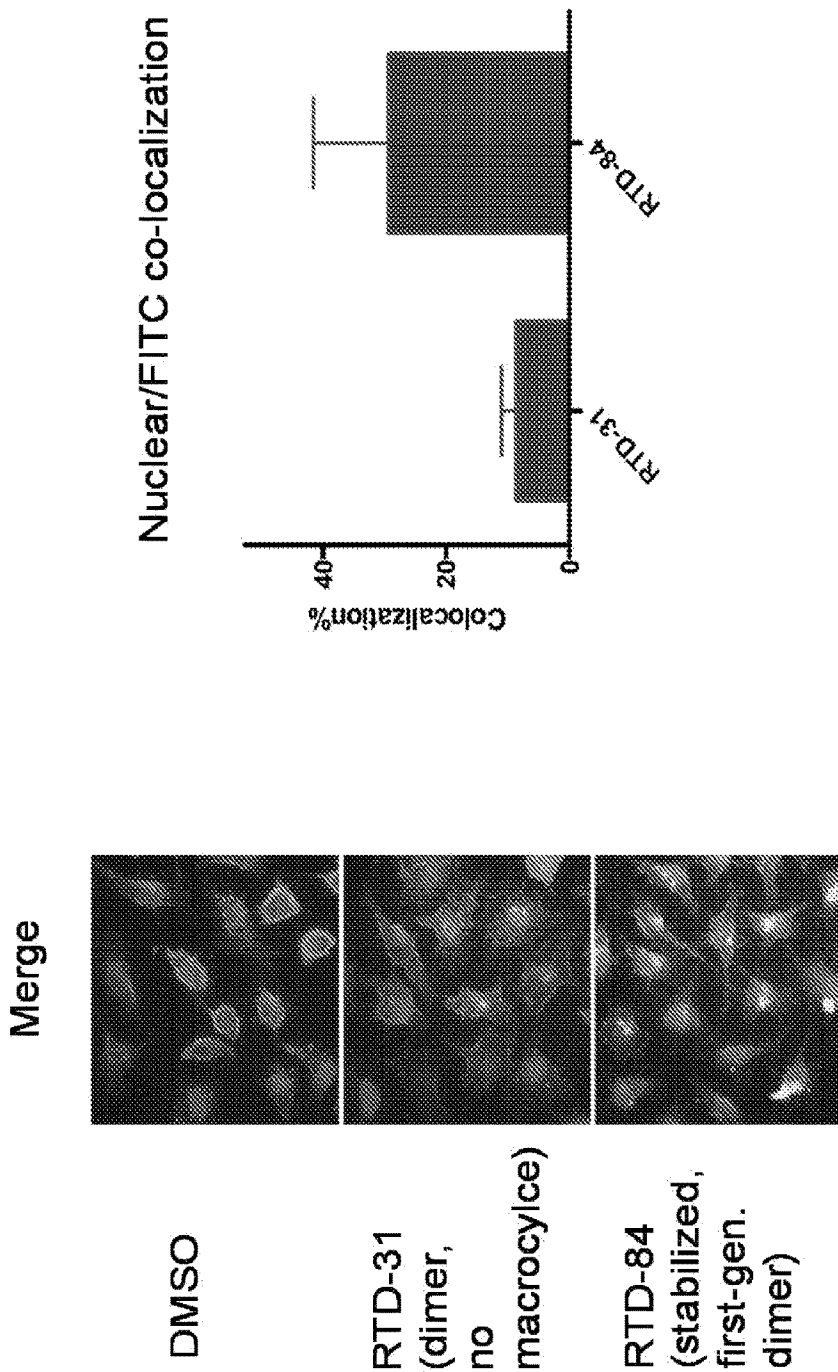 Merge
DMSO
RTD-31
(dimer,
no
macrocylce)
RTD-84
(stabilized,
first-gen.
dimer)
Nuclear/FITC co-localization
Colocalization%
40
20
0
RTD-31
RTD-84